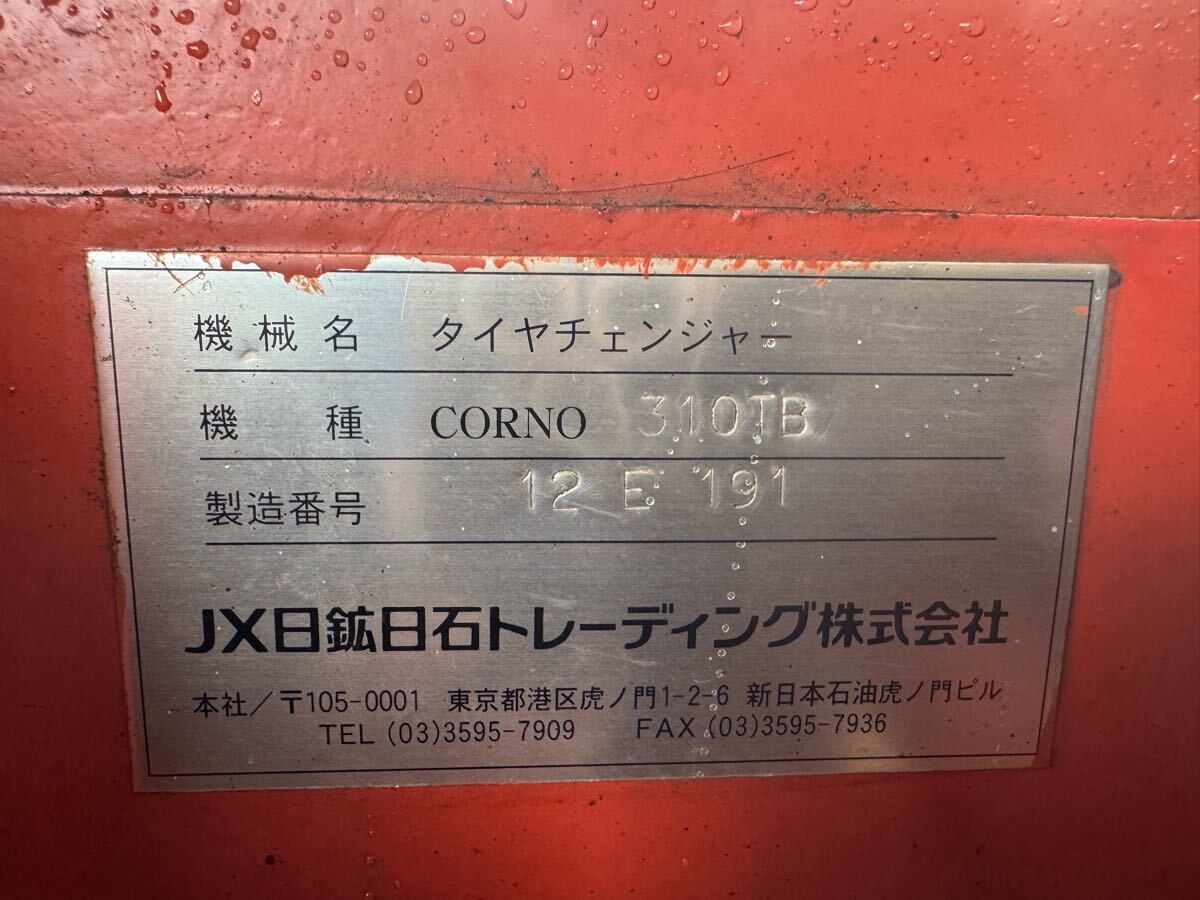 機械名 タイヤチェンジャー
機種 CORNO 310TB
製造番号 12 E 191
JX日鉱日石トレーディング株式会社
本社/〒105-0001 東京都港区虎ノ門1-2-6 新日本石油虎ノ門ビル
TEL (03)3595-7909 FAX (03)3595-7936